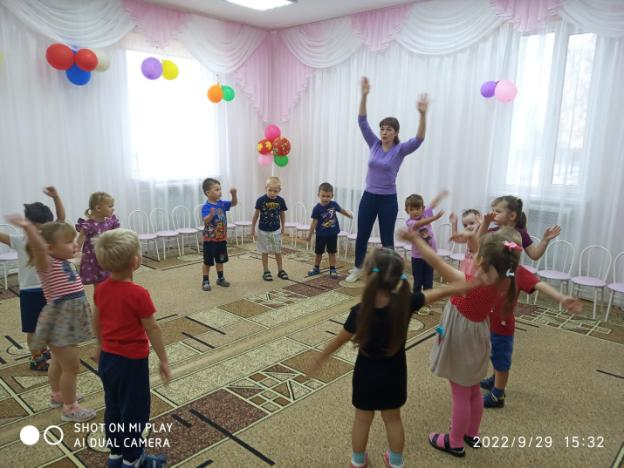 SHOT ON MI PLAY
AI DUAL CAMERA
2022/9/29 15:32